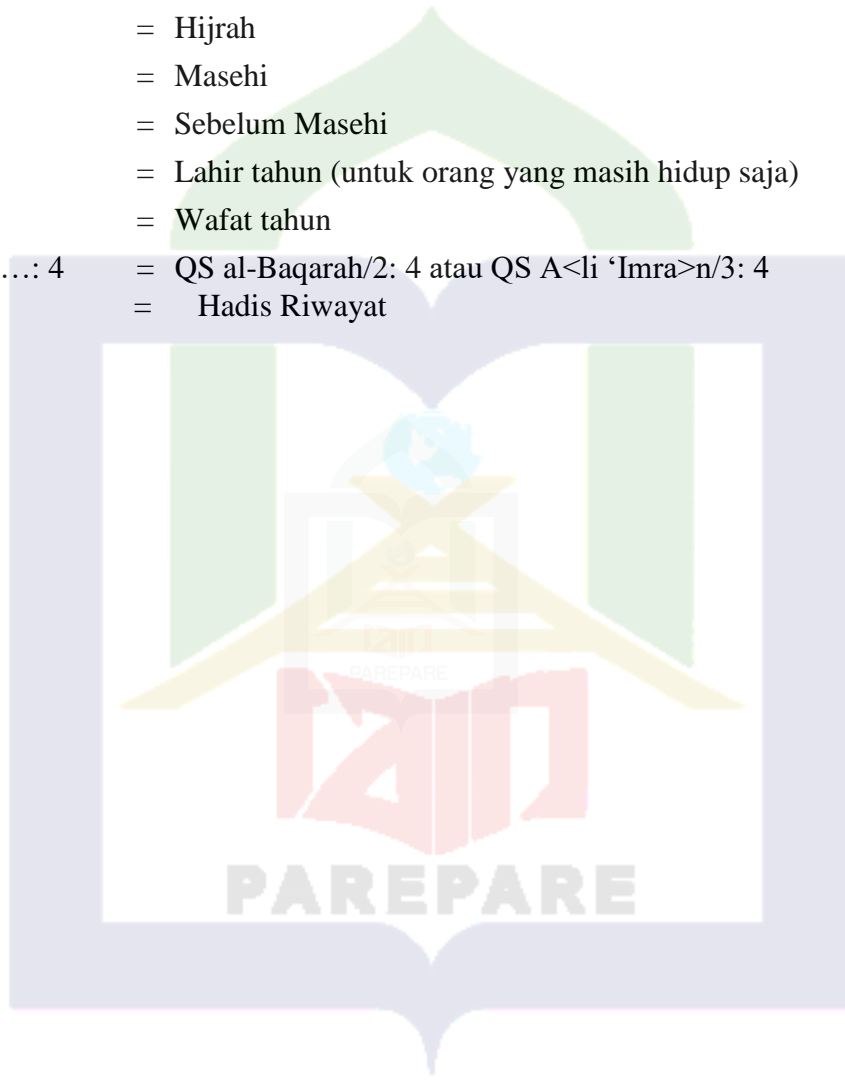 = Hijrah
= Masehi
= Sebelum Masehi
= Lahir tahun (untuk orang yang masih hidup saja)
= Wafat tahun
…: 4 = QS al-Baqarah/2: 4 atau QS A<li ‘Imra>n/3: 4
= Hadis Riwayat
PAREPARE
PAREPARE